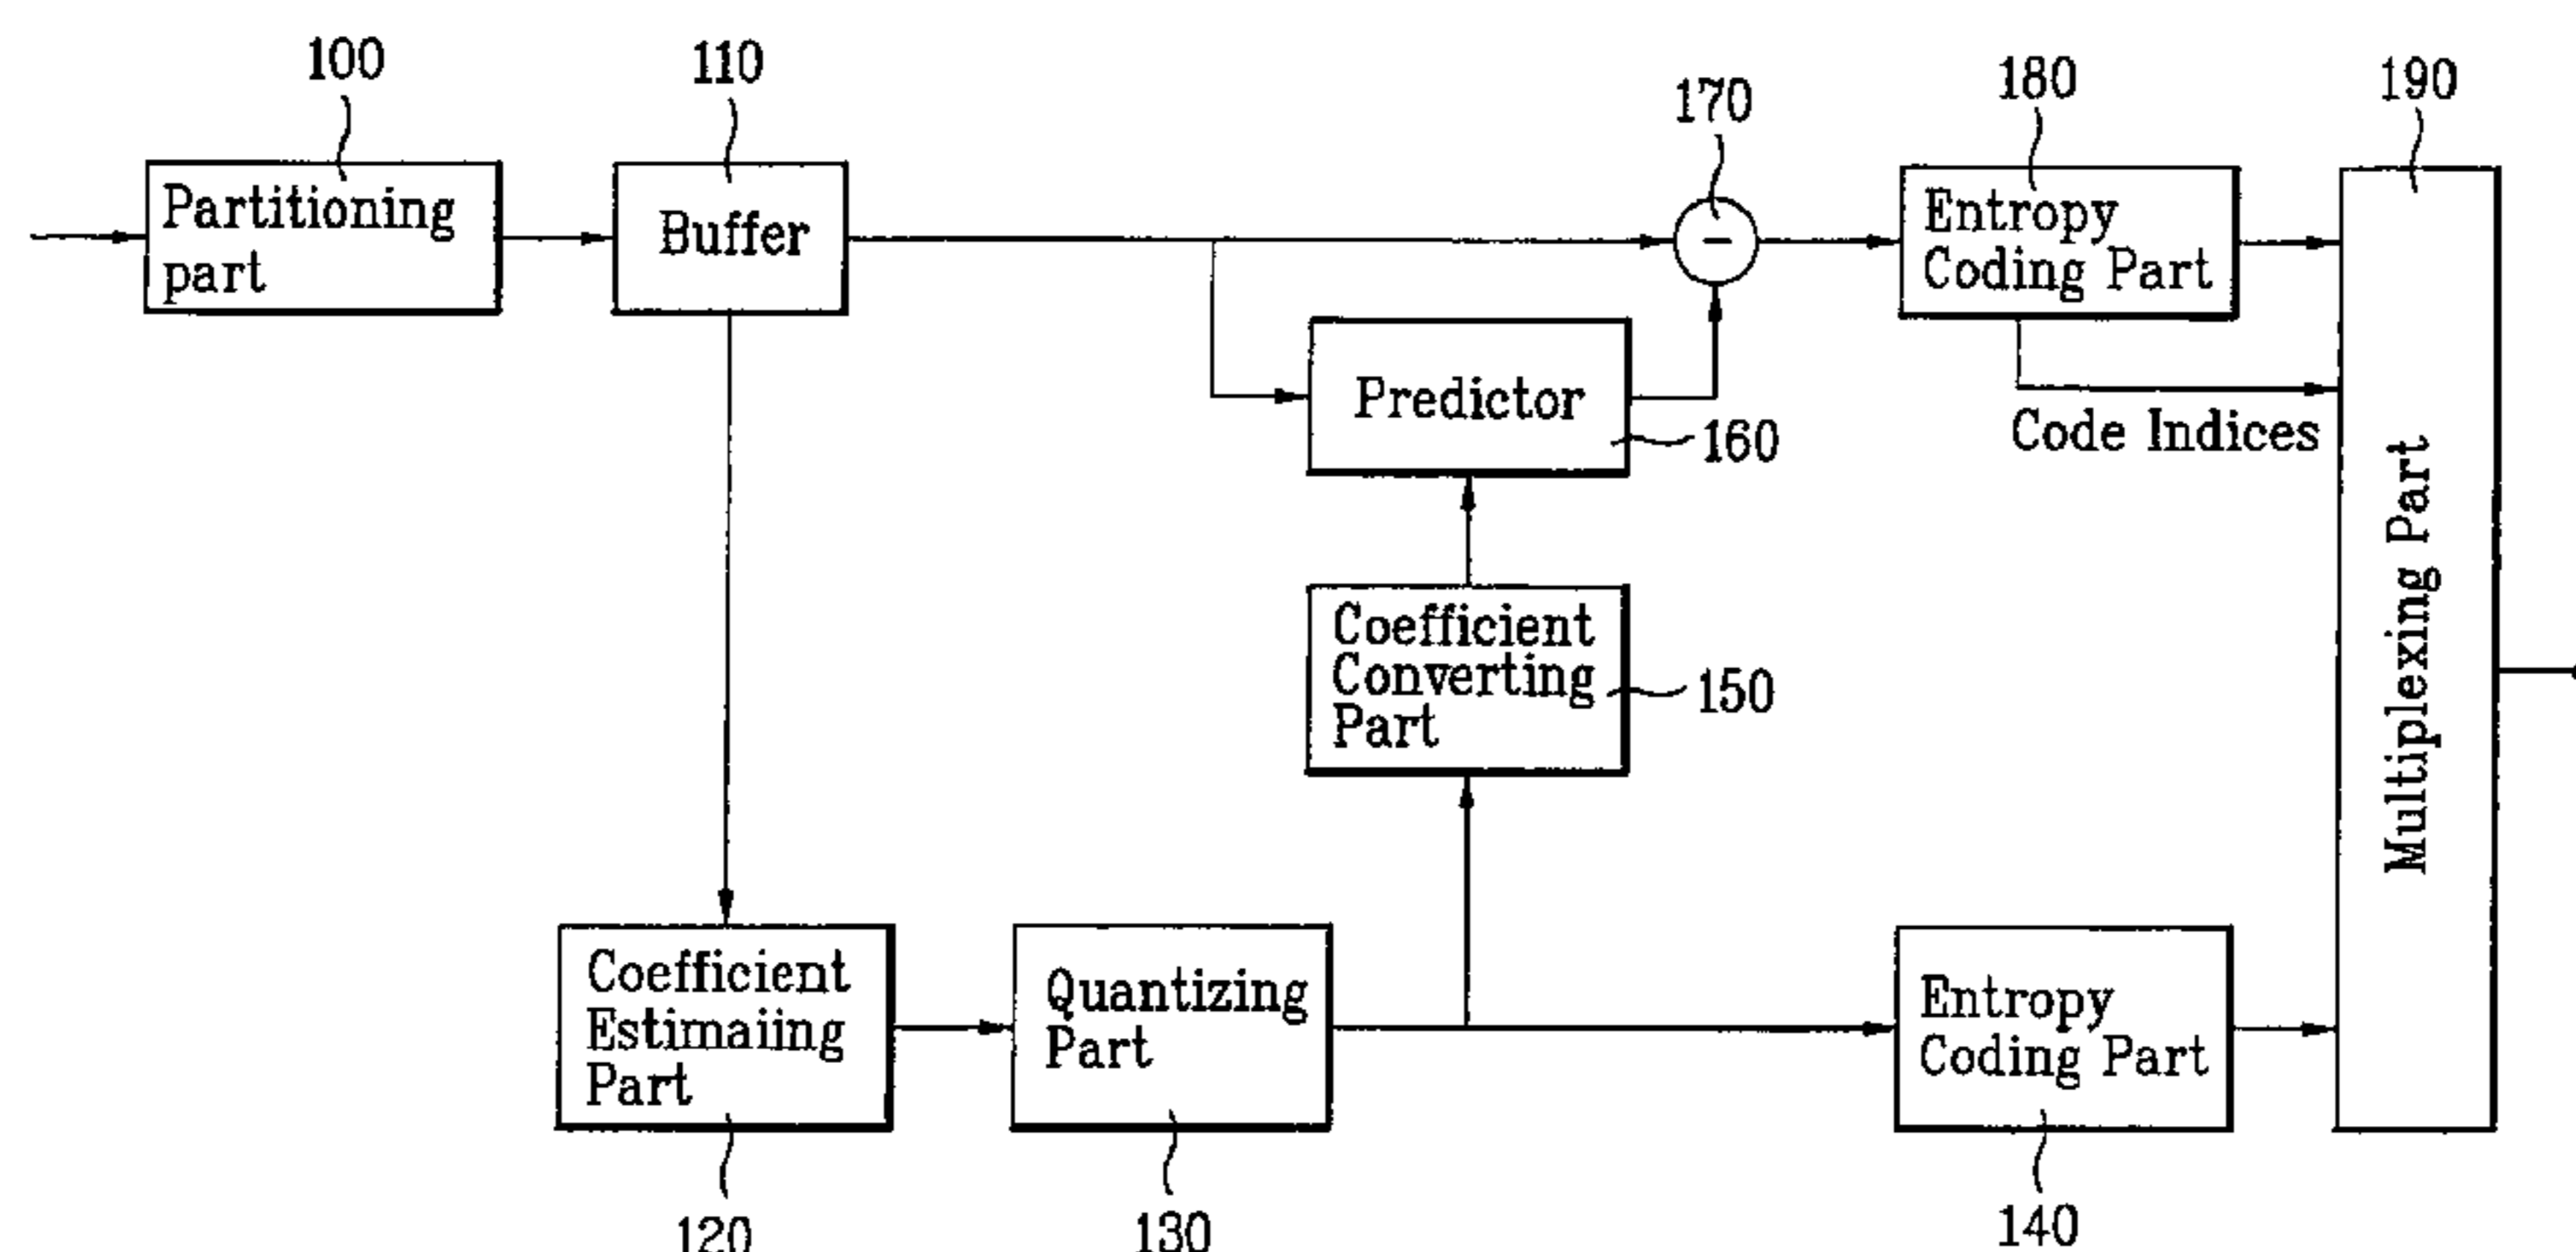 100
110
170
180
190
Partitioning
part
Buffer
-
Entropy
Coding Part
Predictor
160
Code Indices
Multiplexing Part
Coefficient
Converting
Part
150
Coefficient
Estimaiing
Part
Quantizing
Part
Entropy
Coding Part
120
130
140